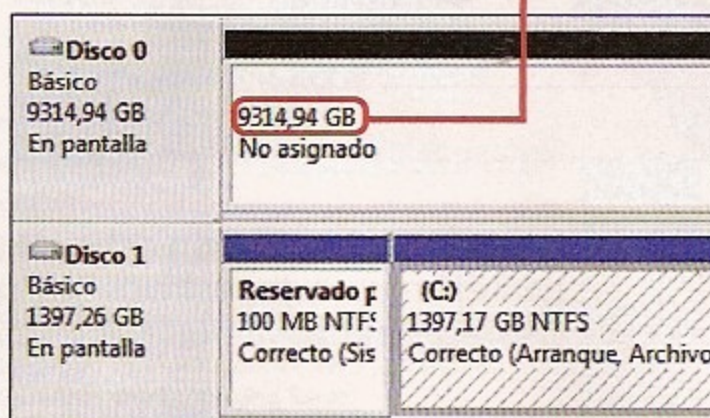 Disco 0
Básico
9314,94 GB
En pantalla
9314,94 GB
No asignado
Disco 1
Básico
1397,26 GB
En pantalla
Reservado p
100 MB NTFS
Correcto (Sis
(C:)
1397,17 GB NTFS
Correcto (Arranque, Archivo